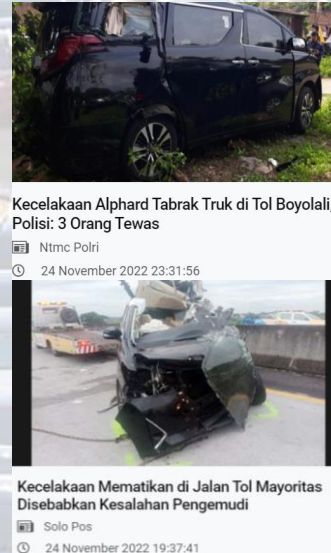 Kecelakaan Alphard Tabrak Truk di Tol Boyolali,
Polisi: 3 Orang Tewas
Ntmc Polri
24 November 2022 23:31:56
Kecelakaan Mematikan di Jalan Tol Mayoritas
Disebabkan Kesalahan Pengemudi
Solo Pos
24 November 2022 19:37:41